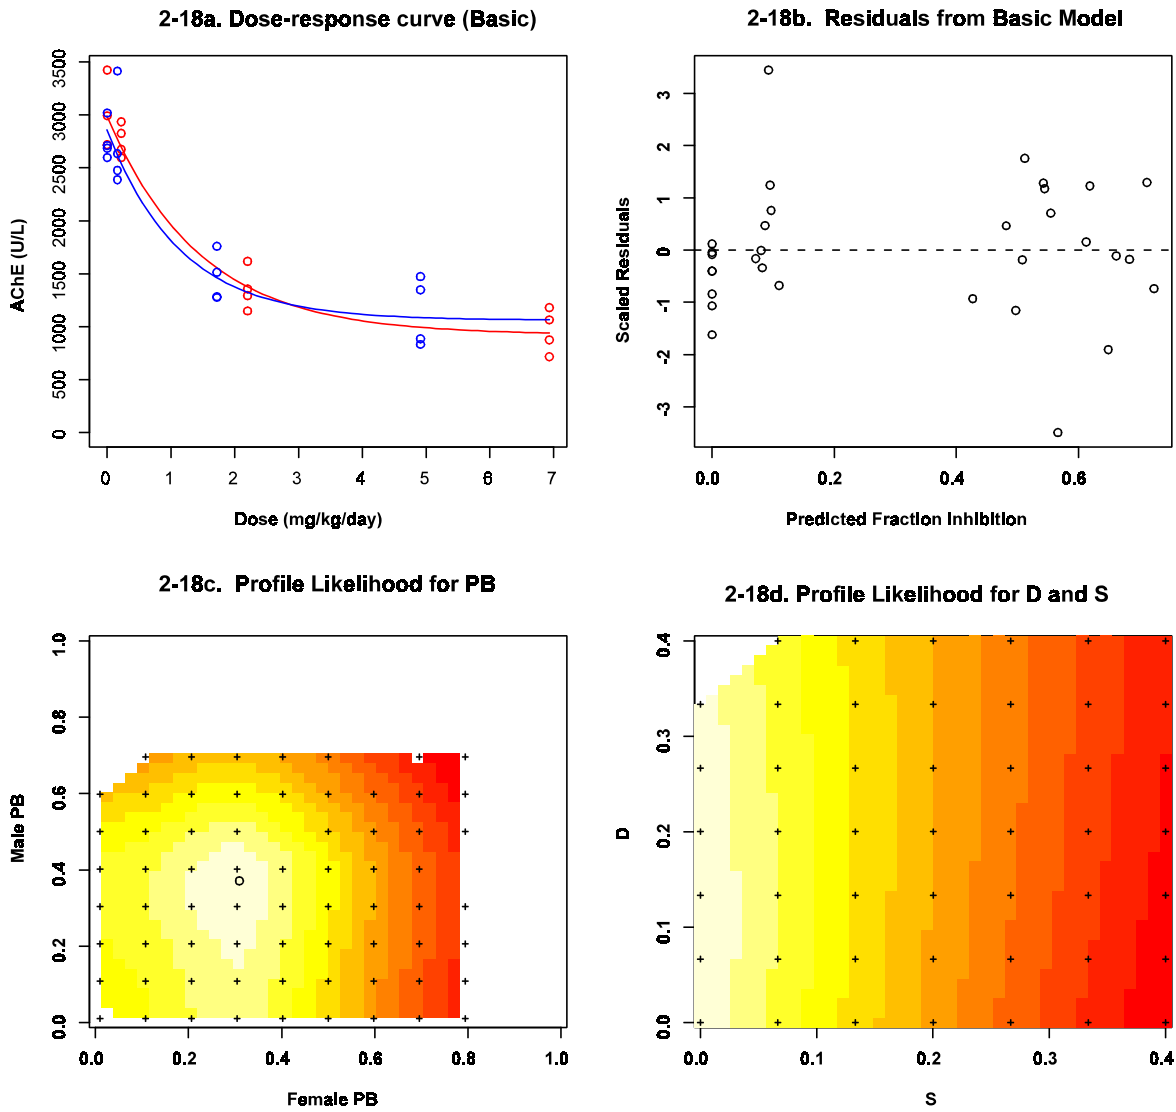 2-18a. Dose-response curve (Basic)
AChE (U/L)
3500
3000
2500
2000
1500
1000
500
0
0 1 2 3 4 5 6 7
Dose (mg/kg/day)
2-18b. Residuals from Basic Model
Scaled Residuals
3
2
1
0
-1
-2
-3
0.0 0.2 0.4 0.6
Predicted Fraction Inhibition
2-18c. Profile Likelihood for PB
Male PB
1.0
0.8
0.6
0.4
0.2
0.0
0.0 0.2 0.4 0.6 0.8 1.0
Female PB
2-18d. Profile Likelihood for D and S
D
0.4
0.3
0.2
0.1
0.0
0.0 0.1 0.2 0.3 0.4
S